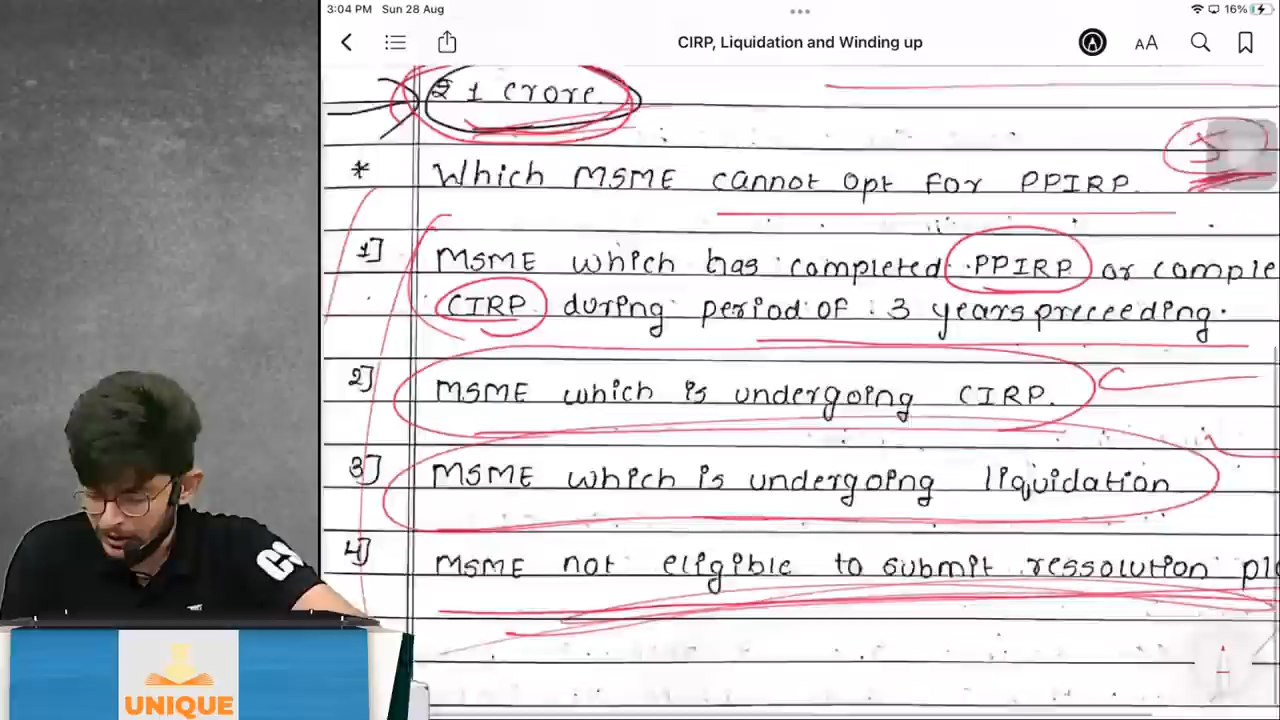 3:04 PM Sun 28 Aug
16%
CIRP, Liquidation and Winding up
AA
1 crore
* Which MSME cannot opt for PPIRP.
1] MSME which has completed PPIRP or comple
CIRP during period of 3 years preceeding.
2] MSME which is undergoing CIRP.
3] MSME which is undergoing liquidation
4] MSME not eligible to submit ressolution pl
UNIQUE